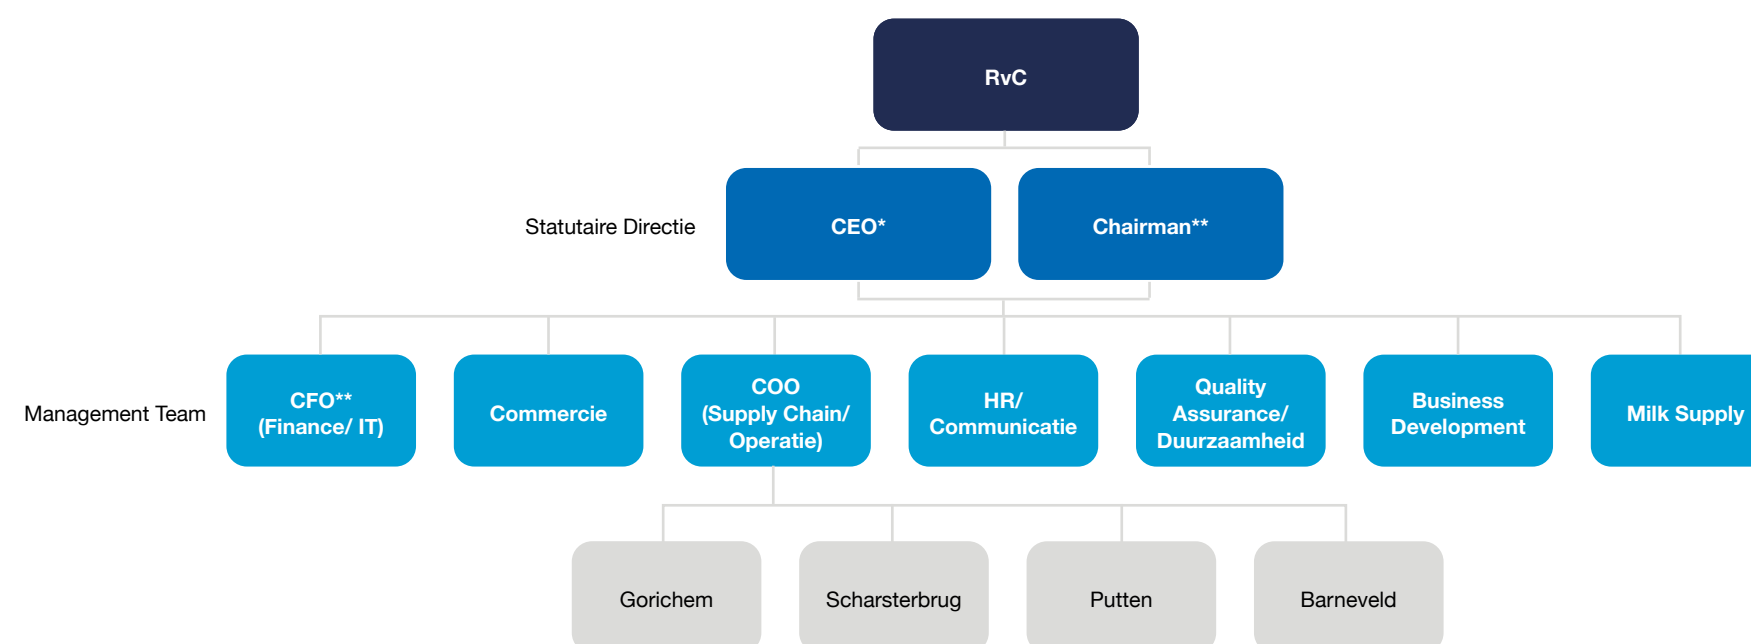 RvC
Statutaire Directie
CEO*
Chairman**
Management Team
CFO**
(Finance/ IT)
Commercie
COO
(Supply Chain/
Operatie)
HR/
Communicatie
Quality
Assurance/
Duurzaamheid
Business
Development
Milk Supply
Gorichem
Scharsterbrug
Putten
Barneveld